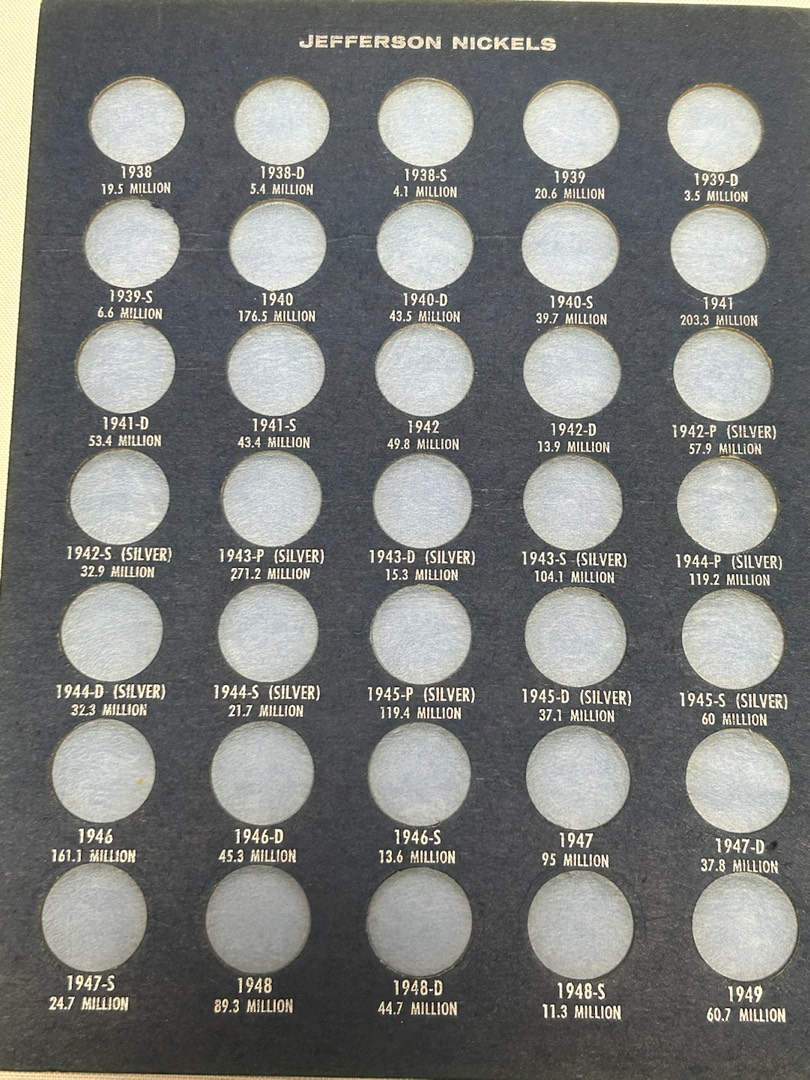 JEFFERSON NICKELS
1938 1938-D 1938-S 1939 1939-D
19.5 MILLION 5.4 MILLION 4.1 MILLION 20.6 MILLION 3.5 MILLION
1939-S 1940 1940-D 1940-S 1941
6.6 MILLION 176.5 MILLION 43.5 MILLION 39.7 MILLION 203.3 MILLION
1941-D 1941-S 1942 1942-D 1942-P (SILVER)
53.4 MILLION 43.4 MILLION 49.8 MILLION 13.9 MILLION 57.9 MILLION
1942-S (SILVER) 1943-P (SILVER) 1943-D (SILVER) 1943-S (SILVER) 1944-P (SILVER)
32.9 MILLION 271.2 MILLION 15.3 MILLION 104.1 MILLION 119.2 MILLION
1944-D (SILVER) 1944-S (SILVER) 1945-P (SILVER) 1945-D (SILVER) 1945-S (SILVER)
32.3 MILLION 21.7 MILLION 119.4 MILLION 37.1 MILLION 60 MILLION
1946 1946-D 1946-S 1947 1947-D
161.1 MILLION 45.3 MILLION 13.6 MILLION 95 MILLION 37.8 MILLION
1947-S 1948 1948-D 1948-S 1949
24.7 MILLION 89.3 MILLION 44.7 MILLION 11.3 MILLION 60.7 MILLION